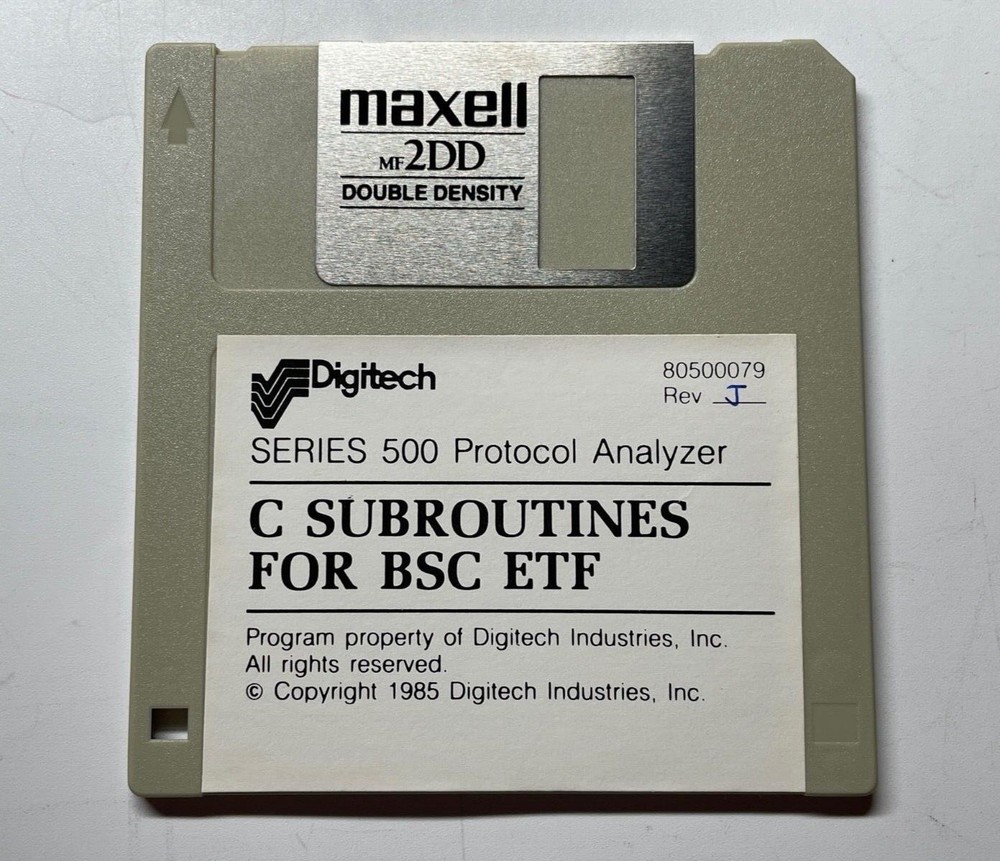 maxell
MF2DD
DOUBLE DENSITY
Digitech
80500079
Rev J
SERIES 500 Protocol Analyzer
C SUBROUTINES
FOR BSC ETF
Program property of Digitech Industries, Inc.
All rights reserved.
© Copyright 1985 Digitech Industries, Inc.